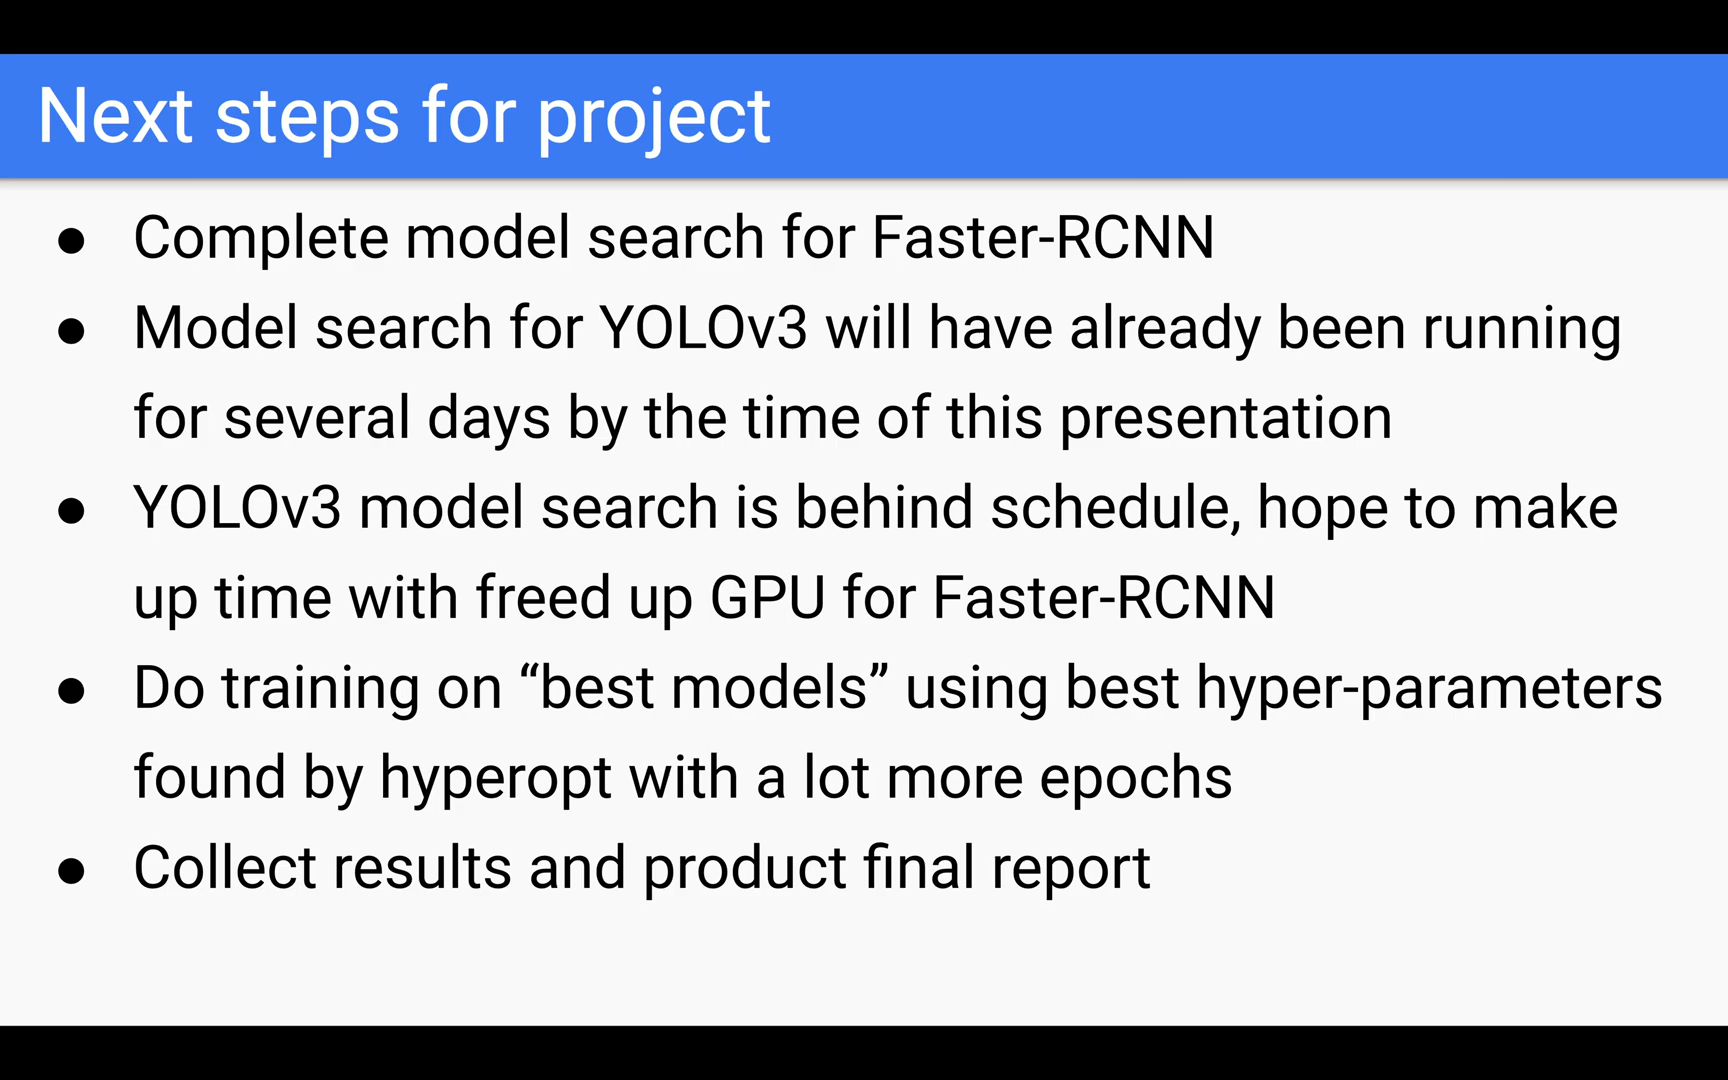 Next steps for project
● Complete model search for Faster-RCNN
● Model search for YOLOv3 will have already been running
for several days by the time of this presentation
● YOLOv3 model search is behind schedule, hope to make
up time with freed up GPU for Faster-RCNN
● Do training on “best models” using best hyper-parameters
found by hyperopt with a lot more epochs
● Collect results and product final report